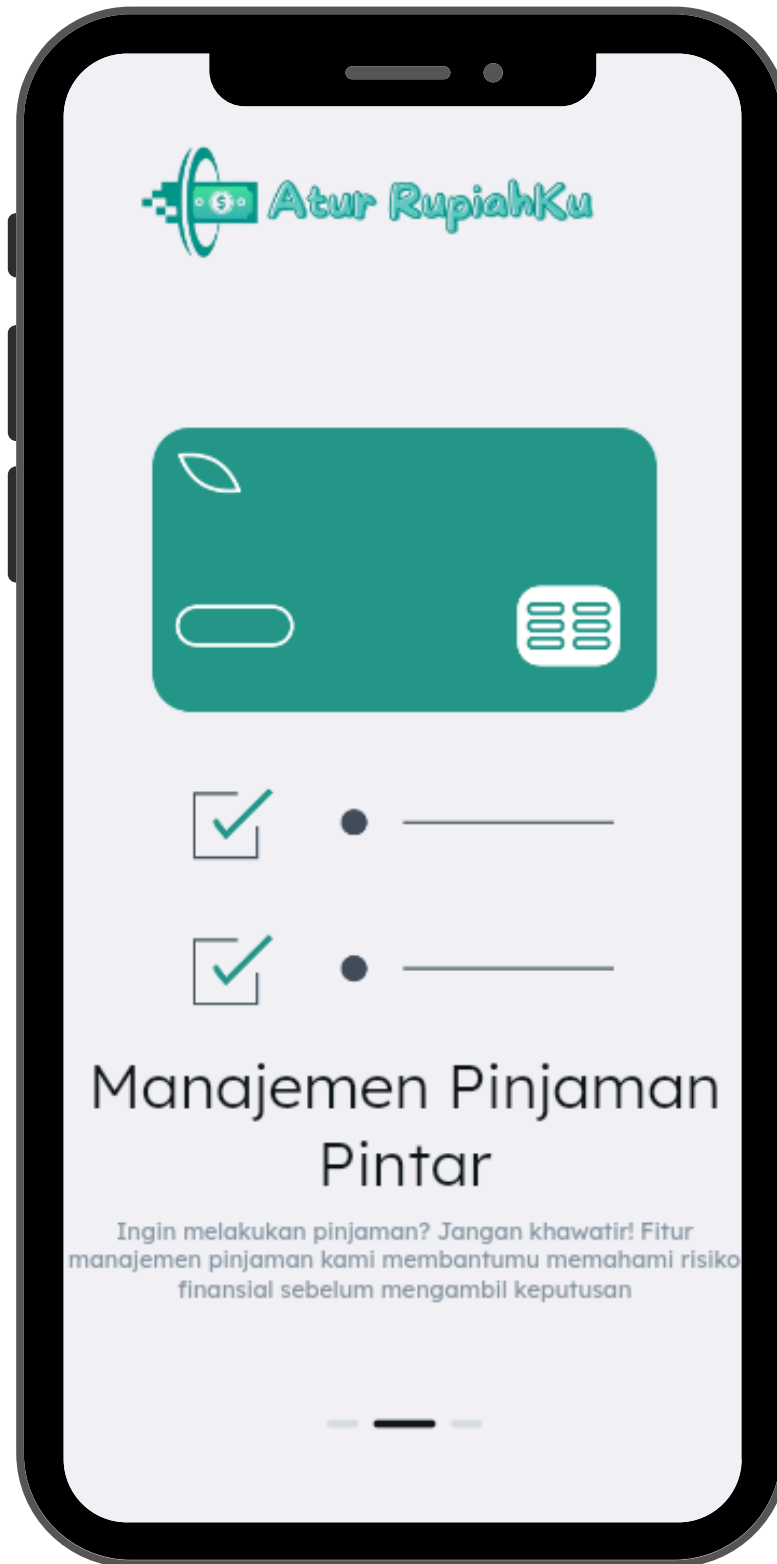 Atur RupiahKu
Manajemen Pinjaman
Pintar
Ingin melakukan pinjaman? Jangan khawatir! Fitur
manajemen pinjaman kami membantumu memahami risiko
finansial sebelum mengambil keputusan